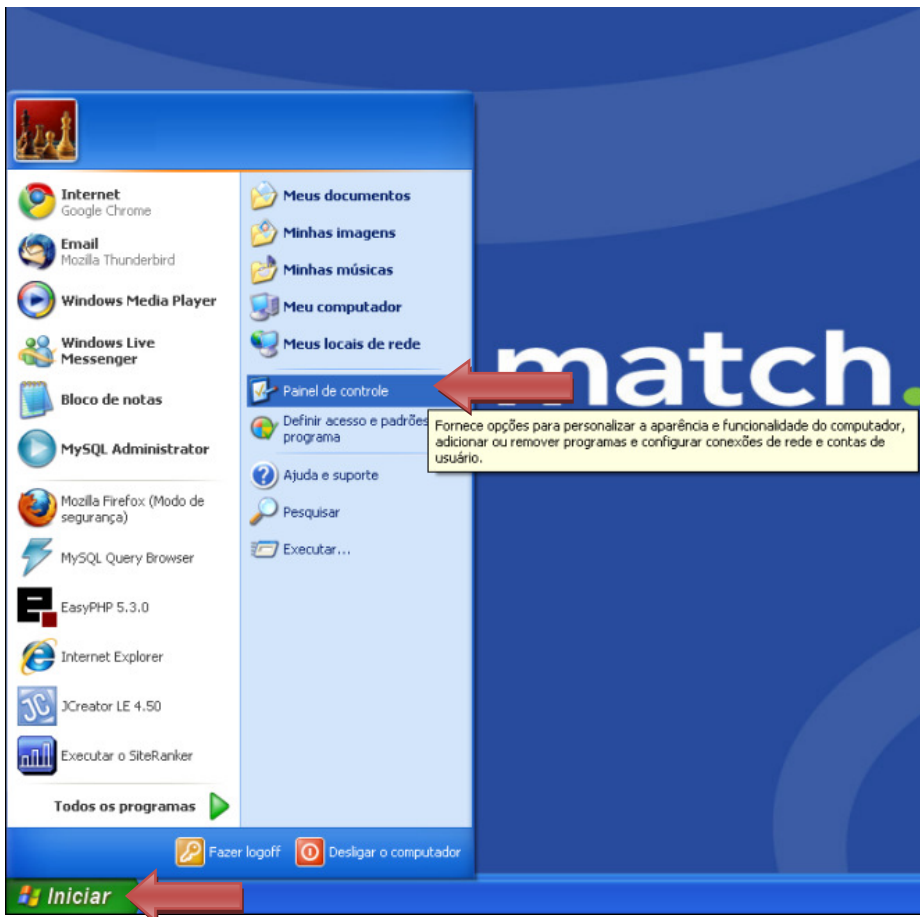 Internet
Google Chrome
Email
Mozilla Thunderbird
Windows Media Player
Windows Live
Messenger
Bloco de notas
MySQL Administrator
Mozilla Firefox (Modo de
segurança)
MySQL Query Browser
EasyPHP 5.3.0
Internet Explorer
JCreator LE 4.50
Executar o SiteRanker
Todos os programas
Meus documentos
Minhas imagens
Minhas músicas
Meu computador
Meus locais de rede
Painel de controle
Definir acesso e padrões
programa
Ajuda e suporte
Pesquisar
Executar...
match.
Fornece opções para personalizar a aparência e funcionalidade do computador,
adicionar ou remover programas e configurar conexões de rede e contas de
usuário.
Fazer logoff
Desligar o computador
Iniciar